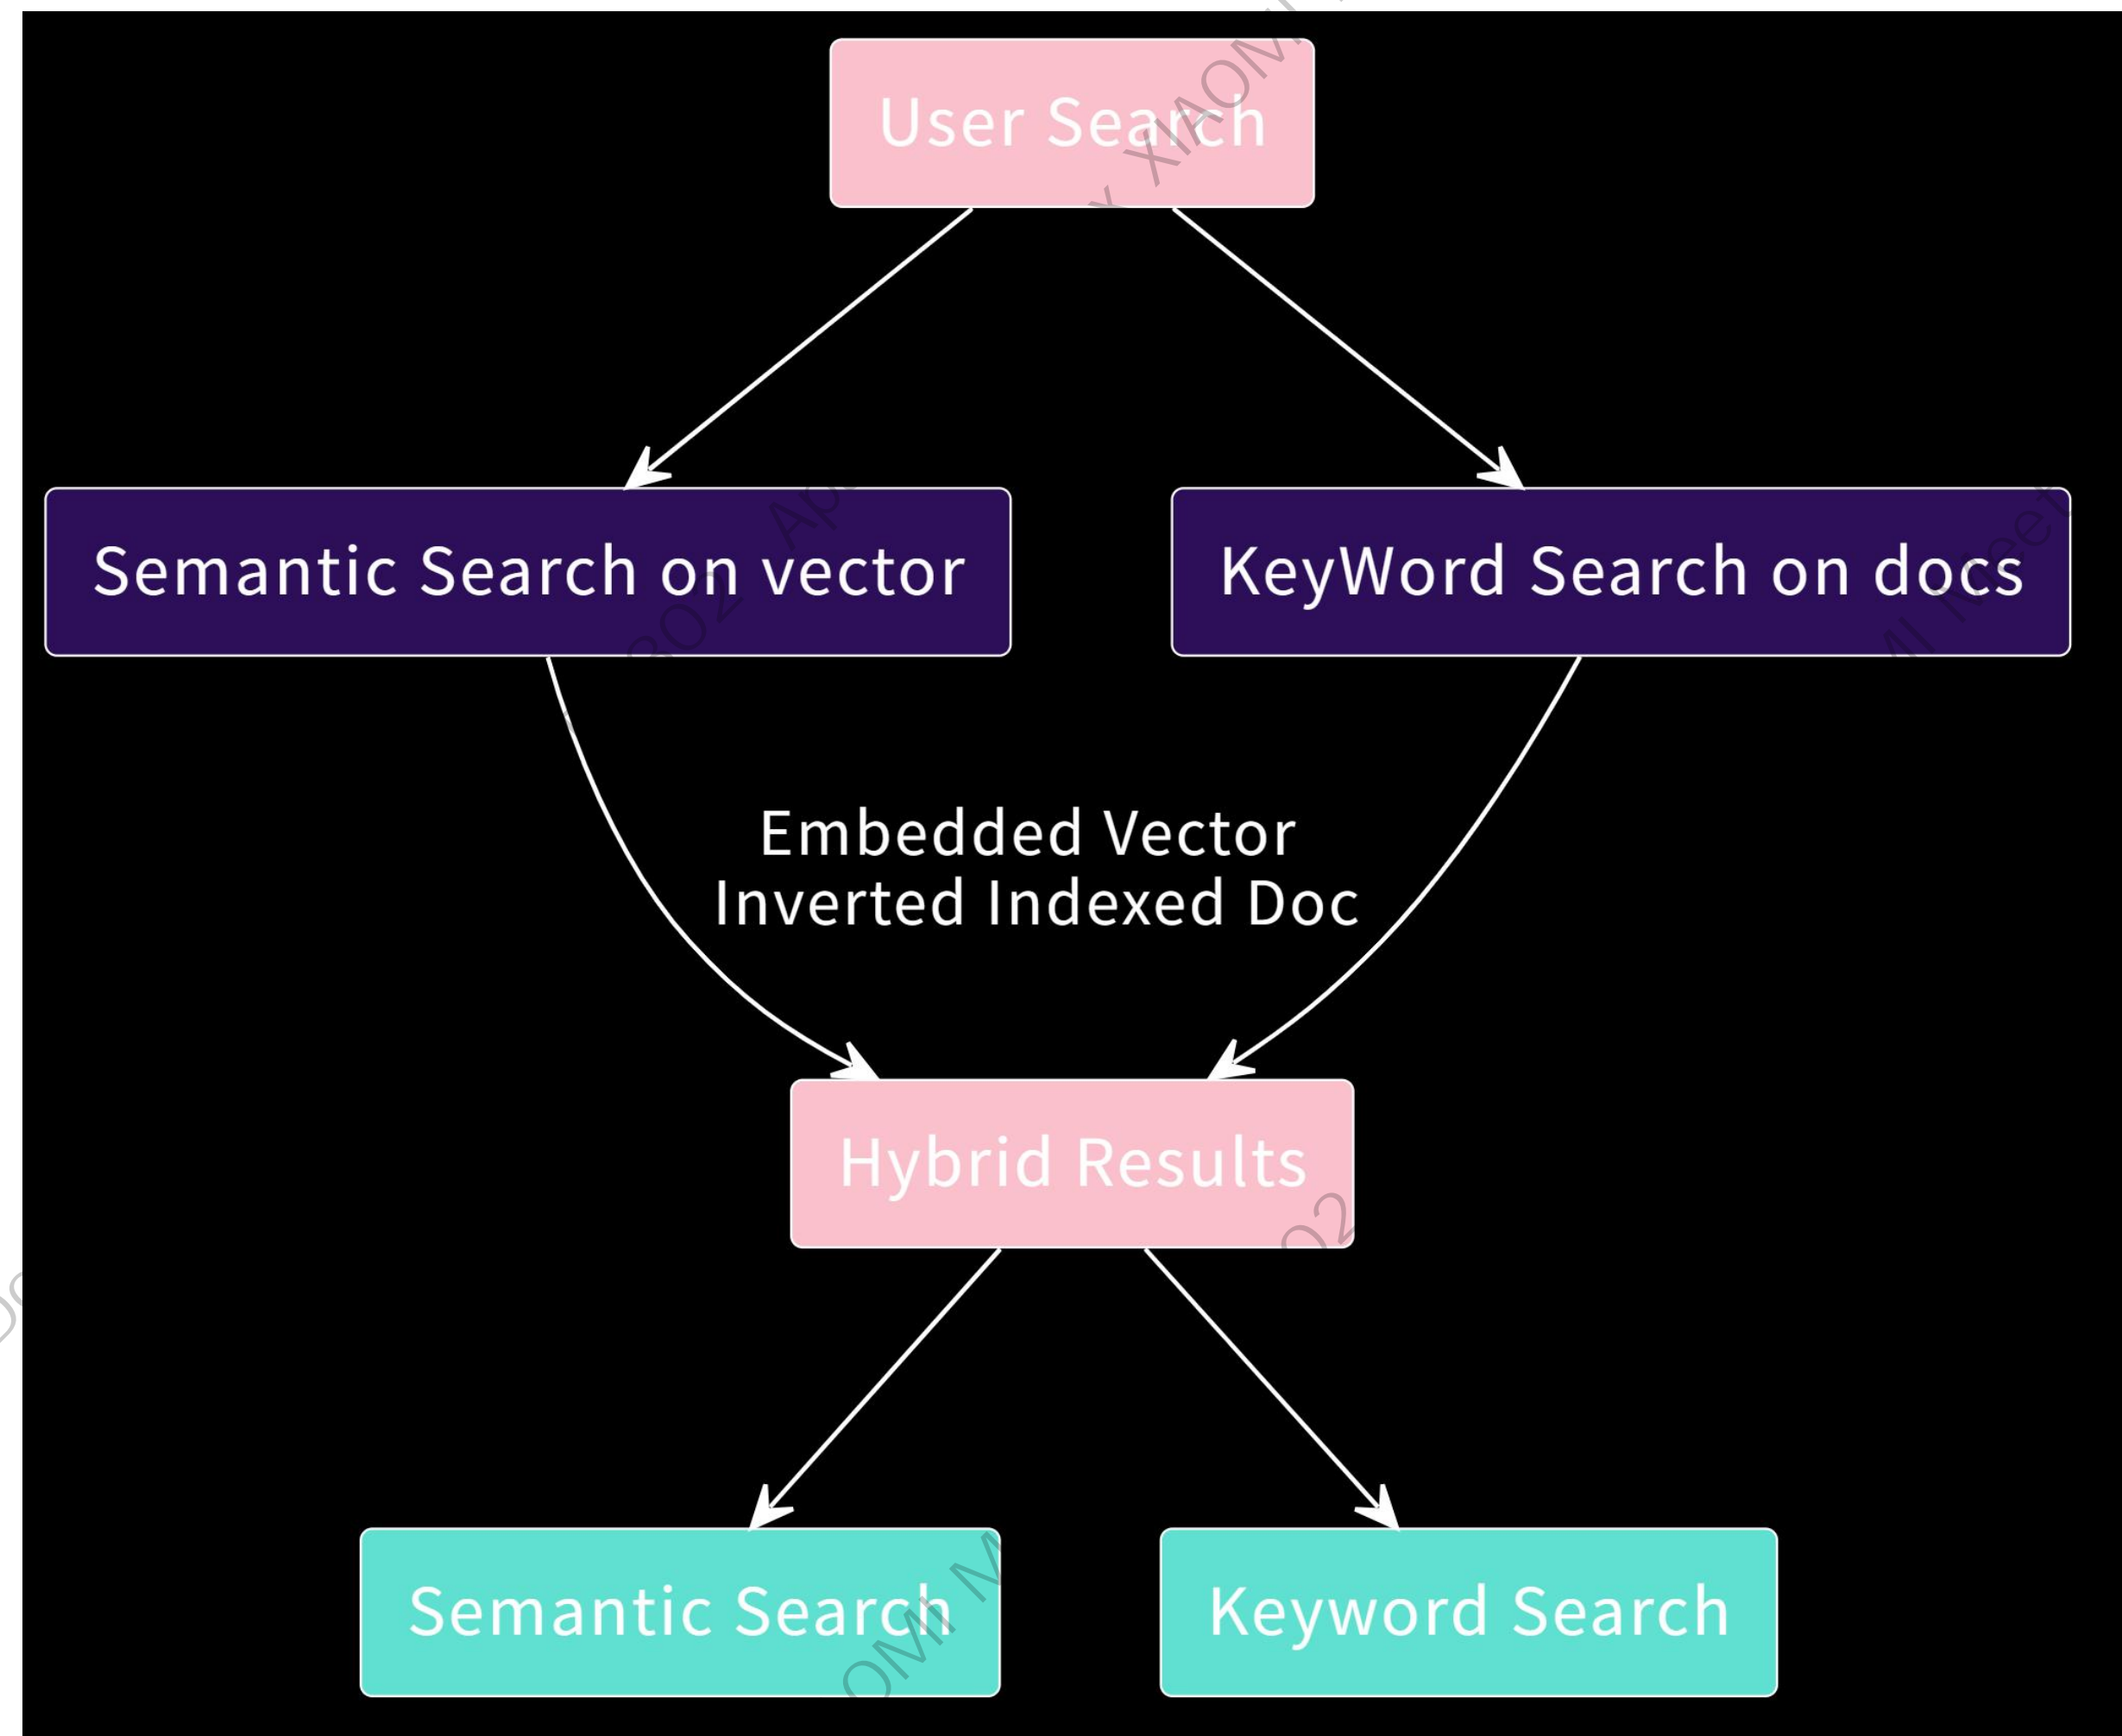 User Search
Semantic Search on vector
KeyWord Search on docs
Embedded Vector
Inverted Indexed Doc
Hybrid Results
Semantic Search
Keyword Search